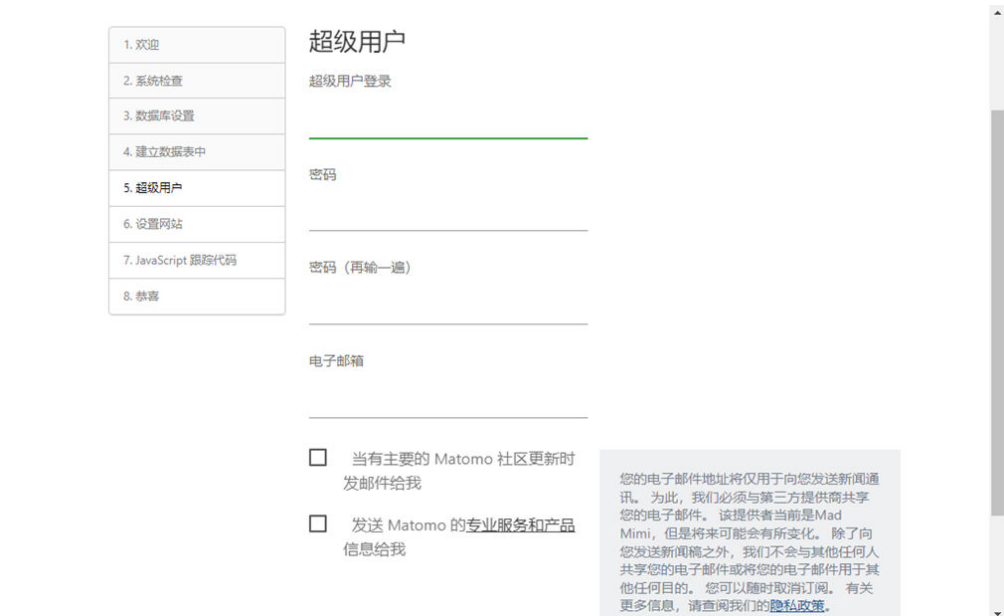 1. 欢迎
2. 系统检查
3. 数据库设置
4. 建立数据表中
5. 超级用户
6. 设置网站
7. JavaScript 跟踪代码
8. 恭喜
超级用户
超级用户登录
密码
密码（再输一遍）
电子邮箱
当有主要的 Matomo 社区更新时
发邮件给我
发送 Matomo 的专业服务和产品
信息给我
您的电子邮件地址将仅用于向您发送新闻通
讯。 为此，我们必须与第三方提供商共享
您的电子邮件。 该提供者当前是Mad
Mimi，但是将来可能会有所变化。 除了向
您发送新闻稿之外，我们不会与其他任何人
共享您的电子邮件或将您的电子邮件用于其
他任何目的。 您可以随时取消订阅。 有关
更多信息，请查阅我们的隐私政策。